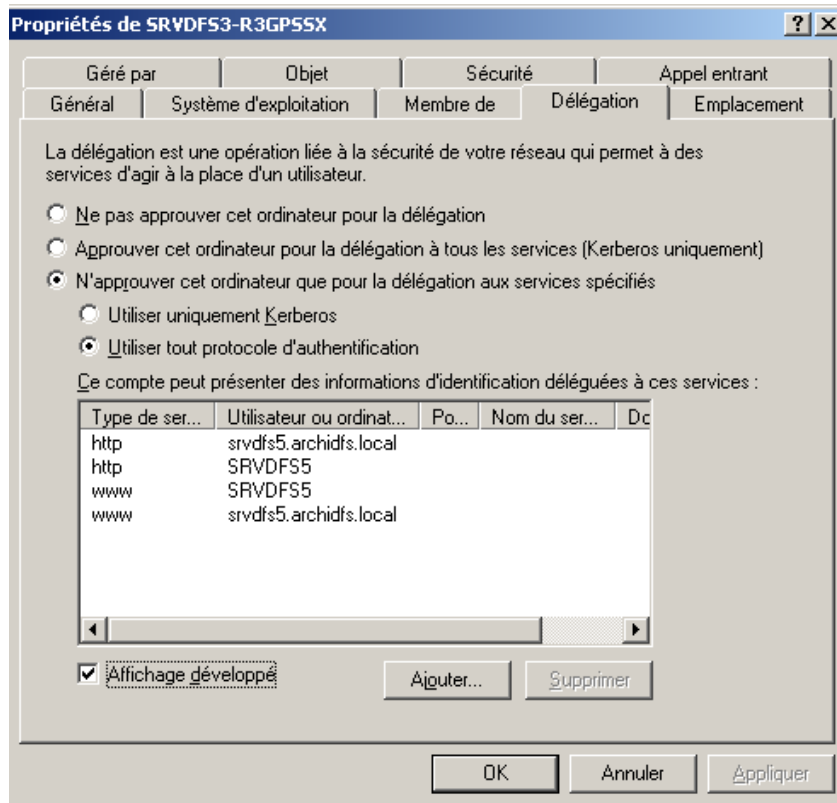 Propriétés de SRVDFS3-R3GPSSX
Géré par Objet Sécurité Appel entrant
Général Système d'exploitation Membre de Délégation Emplacement
La délégation est une opération liée à la sécurité de votre réseau qui permet à des
services d'agir à la place d'un utilisateur.
Ne pas approuver cet ordinateur pour la délégation
Approuver cet ordinateur pour la délégation à tous les services (Kerberos uniquement)
N'approuver cet ordinateur que pour la délégation aux services spécifiés
Utiliser uniquement Kerberos
Utiliser tout protocole d'authentification
Ce compte peut présenter des informations d'identification déléguées à ces services :
Type de ser... Utilisateur ou ordinat... Po... Nom du ser... Dc
http srvdfs5.archidfs.local
http SRVDFS5
www SRVDFS5
www srvdfs5.archidfs.local
Affichage développé Ajouter... Supprimer
OK Annuler Appliquer